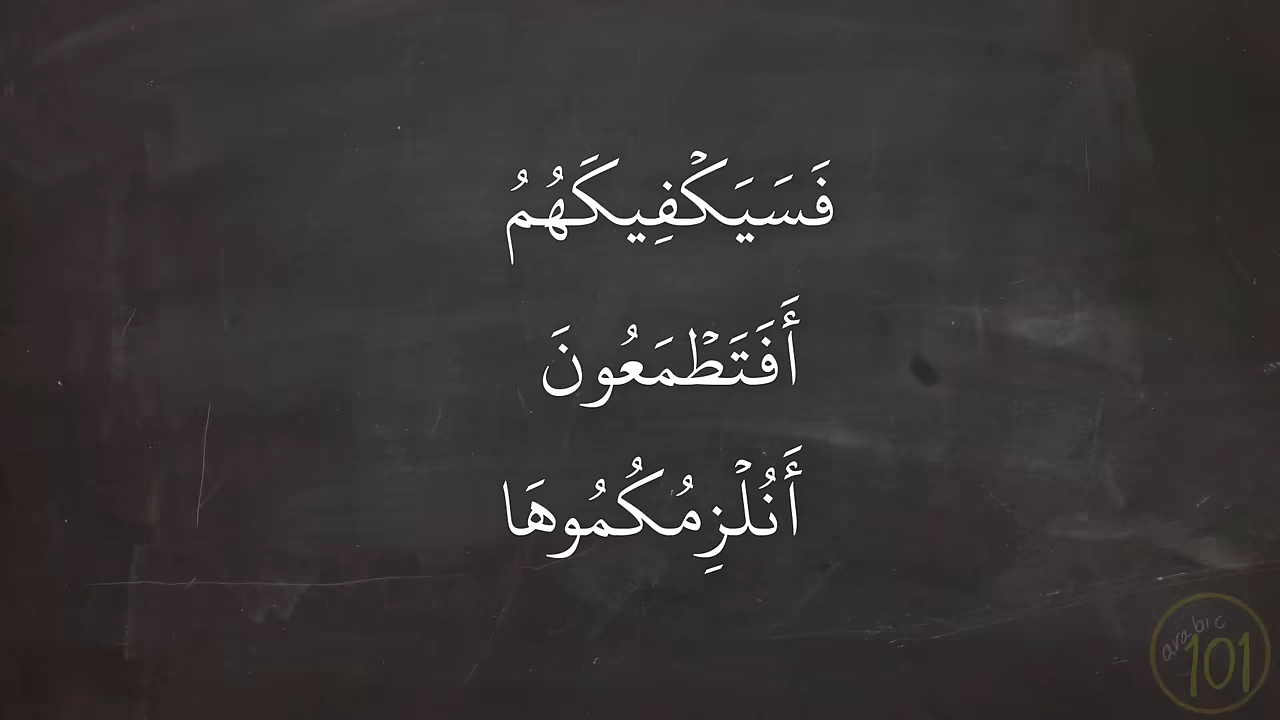 فَسَيَكْفِيكَهُمُ
أَفَتَطْمَعُونَ
أَنُلْزِمُكُمُوهَا
arabic
101